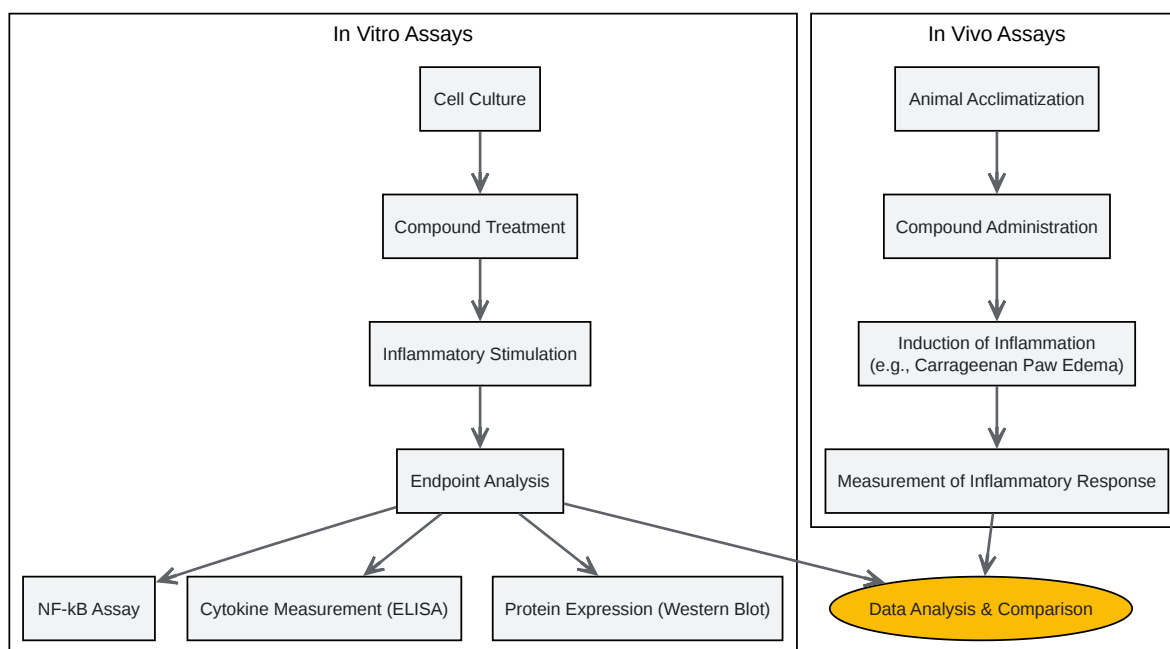 In Vitro Assays
Cell Culture
Compound Treatment
Inflammatory Stimulation
Endpoint Analysis
NF-kB Assay
Cytokine Measurement (ELISA)
Protein Expression (Western Blot)
In Vivo Assays
Animal Acclimatization
Compound Administration
Induction of Inflammation
(e.g., Carrageenan Paw Edema)
Measurement of Inflammatory Response
Data Analysis & Comparison